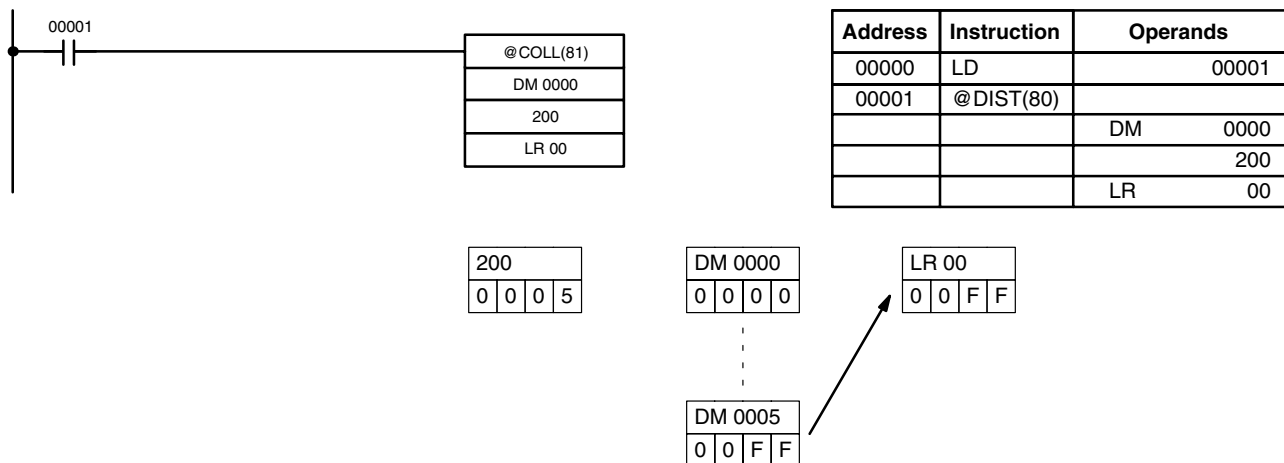 00001
@COLL(81)
DM 0000
200
LR 00
Address Instruction Operands
00000 LD 00001
00001 @DIST(80)
DM 0000
200
LR 00
200 DM 0000 LR 00
0 0 0 5 0 0 0 0 0 0 F F
DM 0005
0 0 F F